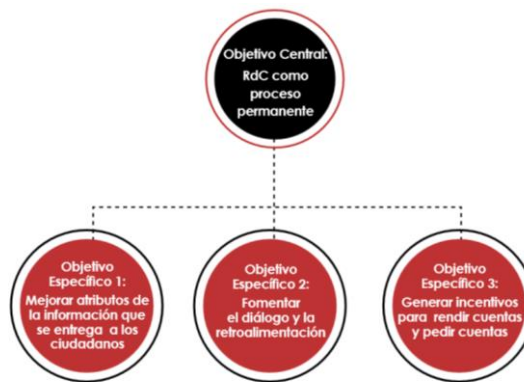 Objetivo Central:
RdC como
proceso
permanente
Objetivo
Específico 1:
Mejorar atributos de
la información que
se entrega a los
ciudadanos
Objetivo
Específico 2:
Fomentar
el diálogo y la
retroalimentación
Objetivo
Específico 3:
Generar incentivos
para rendir cuentas
y pedir cuentas